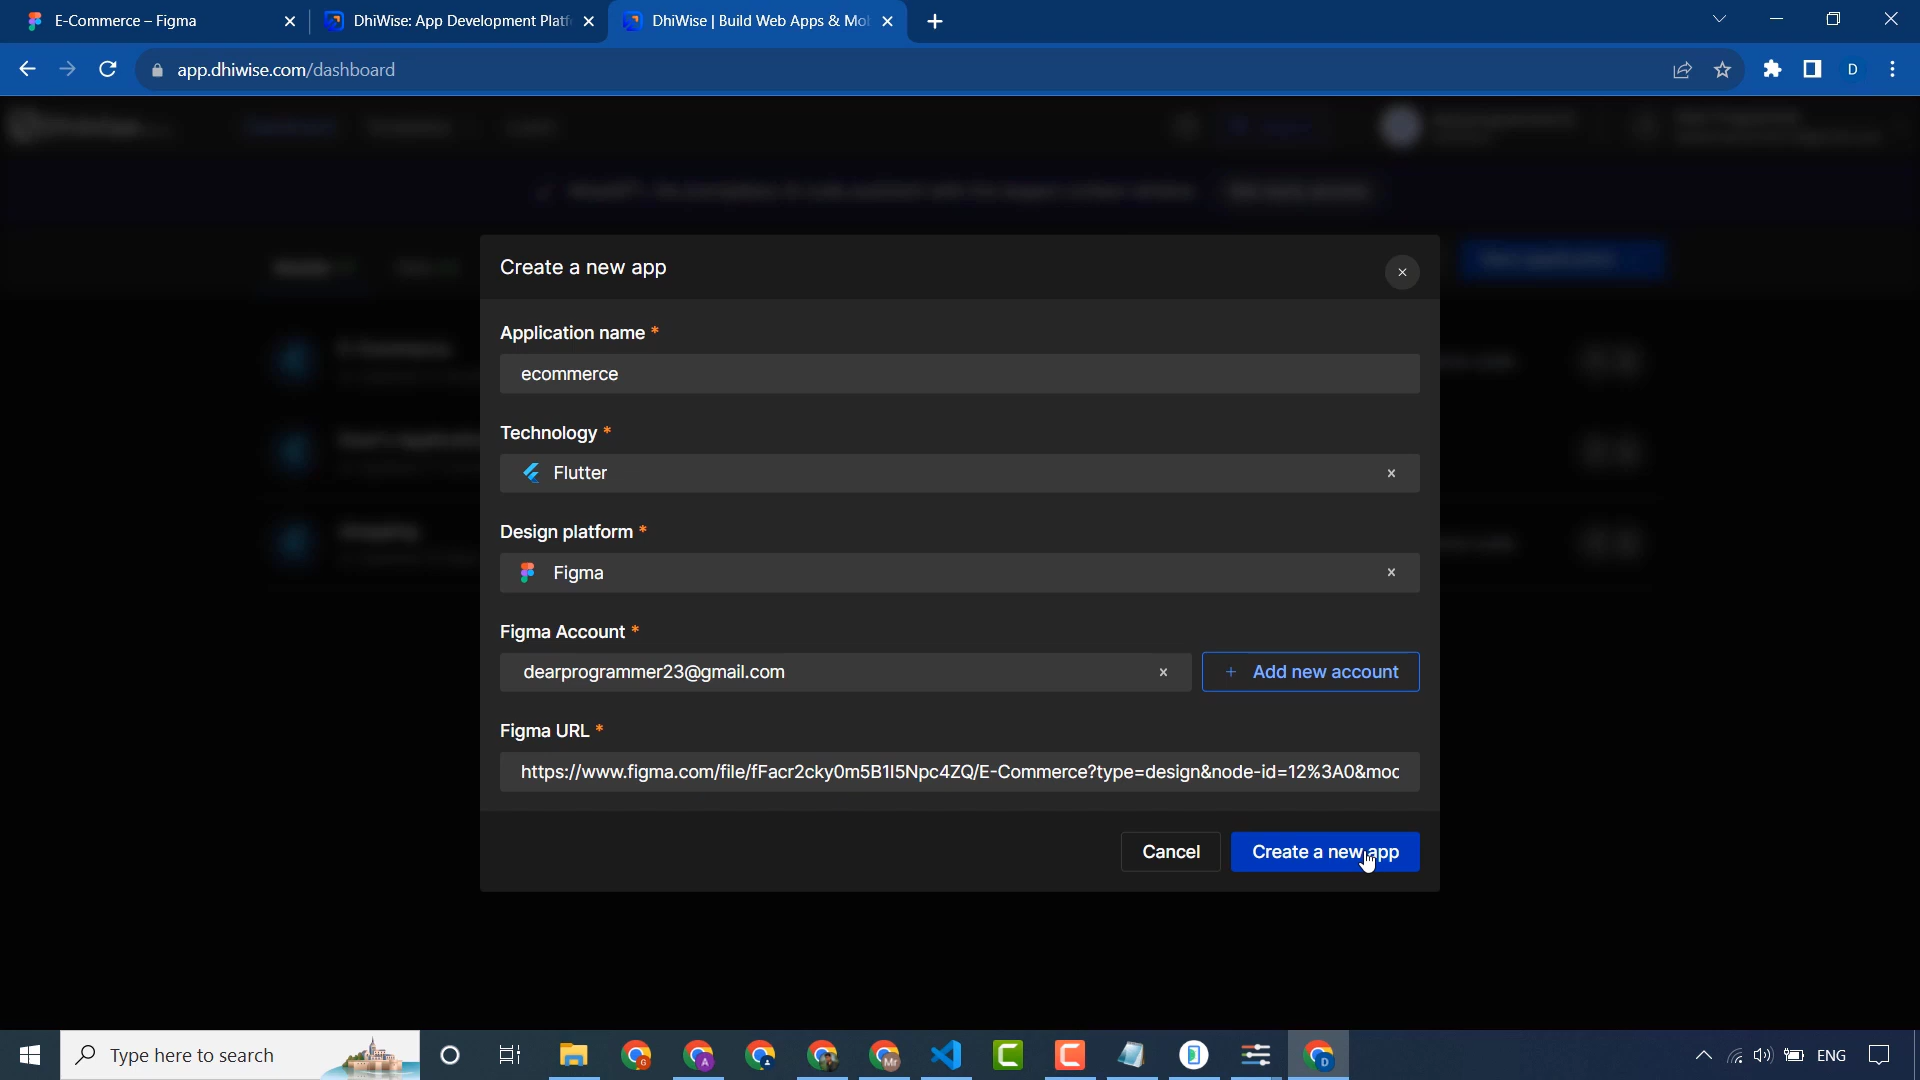 E-Commerce – Figma
DhiWise: App Development Platf
DhiWise | Build Web Apps & Mo
app.dhiwise.com/dashboard
D
Create a new app
Application name *
ecommerce
Technology *
Flutter
Design platform *
Figma
Figma Account *
dearprogrammer23@gmail.com
+ Add new account
Figma URL *
https://www.figma.com/file/fFacr2cky0m5B1I5Npc4ZQ/E-Commerce?type=design&node-id=12%3A0&moc
Cancel
Create a new app
Type here to search
ENG